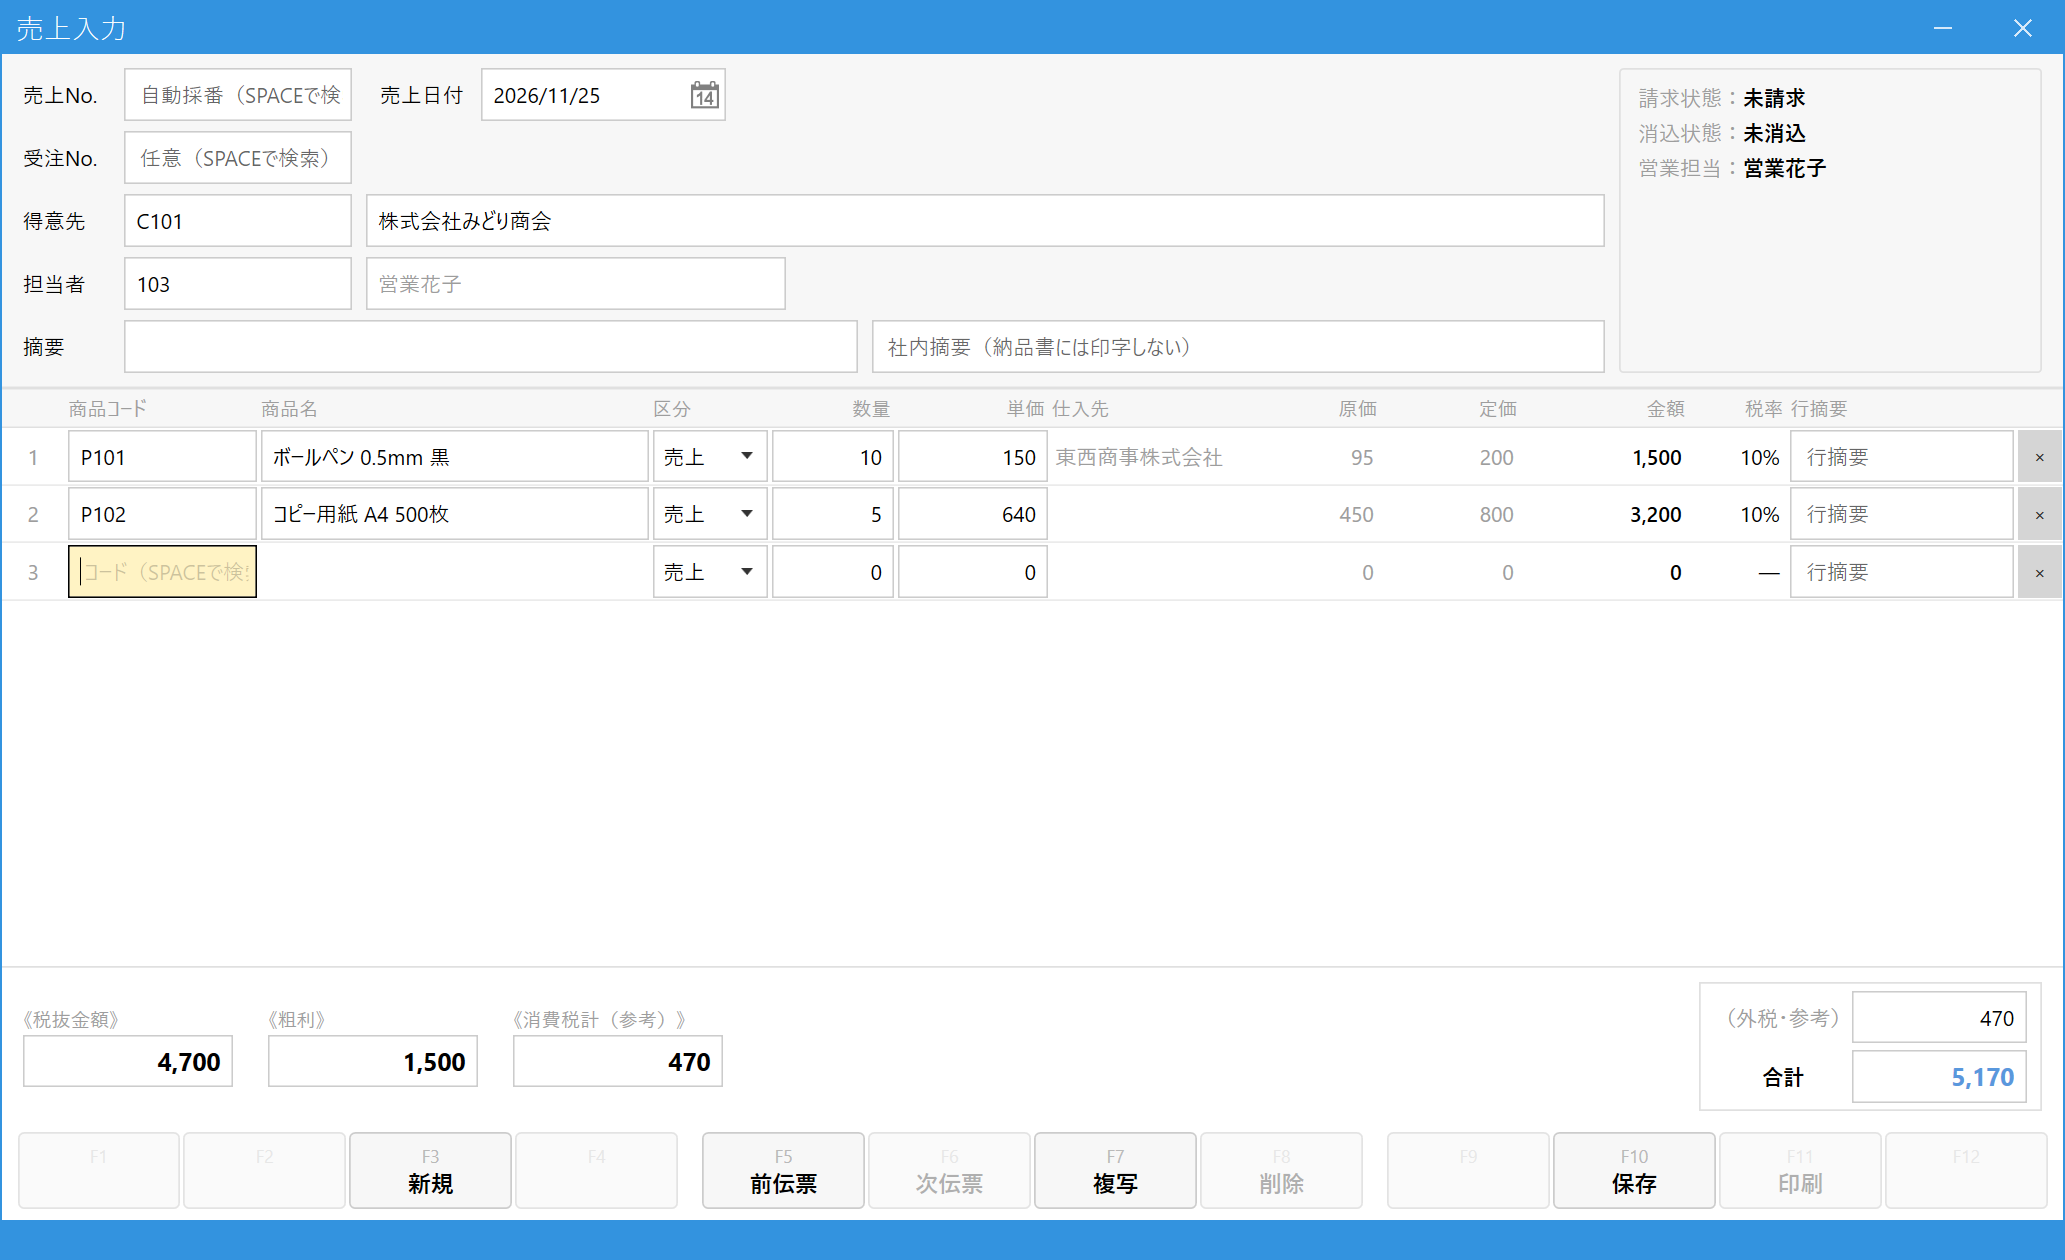 売上入力
売上No. 自動採番（SPACEで検 売上日付 2026/11/25 14
受注No. 任意（SPACEで検索）
得意先 C101 株式会社みどり商会
担当者 103 営業花子
摘要 社内摘要（納品書には印字しない）
請求状態：未請求
消込状態：未消込
営業担当：営業花子
商品コード 商品名 区分 数量 単価 仕入先 原価 定価 金額 税率 行摘要
1 P101 ボールペン 0.5mm 黒 売上 10 150 東西商事株式会社 95 200 1,500 10% 行摘要 ×
2 P102 コピー用紙 A4 500枚 売上 5 640 450 800 3,200 10% 行摘要 ×
3 コード（SPACEで検 売上 0 0 0 0 0 — 行摘要 ×
《税抜金額》 《粗利》 《消費税計（参考）》
4,700 1,500 470
（外税・参考） 470
合計 5,170
F1 F2 F3 F4 F5 F6 F7 F8 F9 F10 F11 F12
新規 前伝票 次伝票 複写 削除 保存 印刷